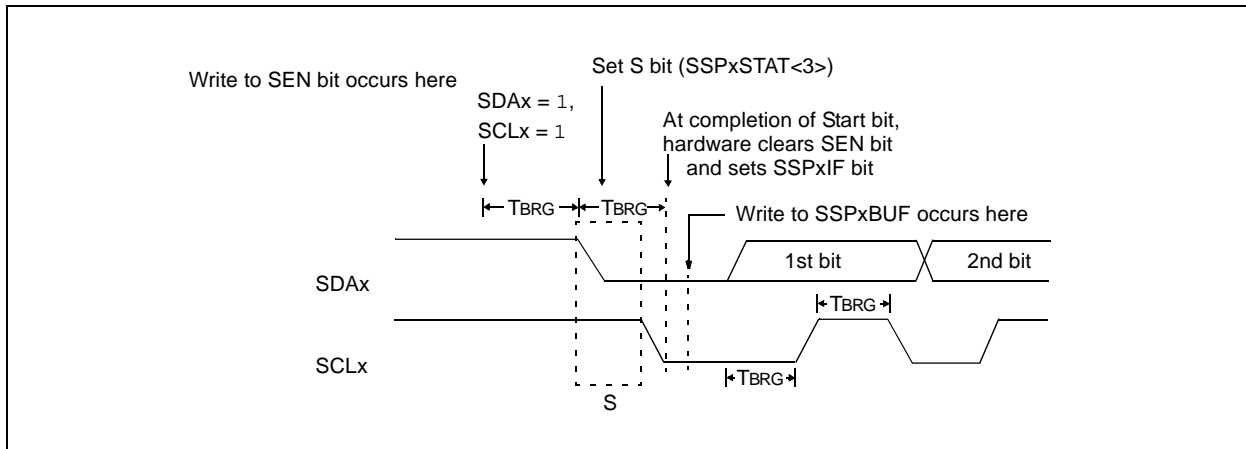 Write to SEN bit occurs here
Set S bit (SSPxSTAT<3>)
SDAx = 1,
SCLx = 1
At completion of Start bit,
hardware clears SEN bit
and sets SSPxIF bit
TBRG
TBRG
Write to SSPxBUF occurs here
SDAx
1st bit
2nd bit
TBRG
SCLx
TBRG
S